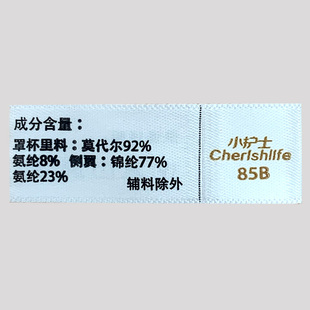 成分含量：
罩杯里料：莫代尔92%
氨纶8% 侧翼：锦纶77%
氨纶23%
辅料除外
小护士
Cherlshlife
85B